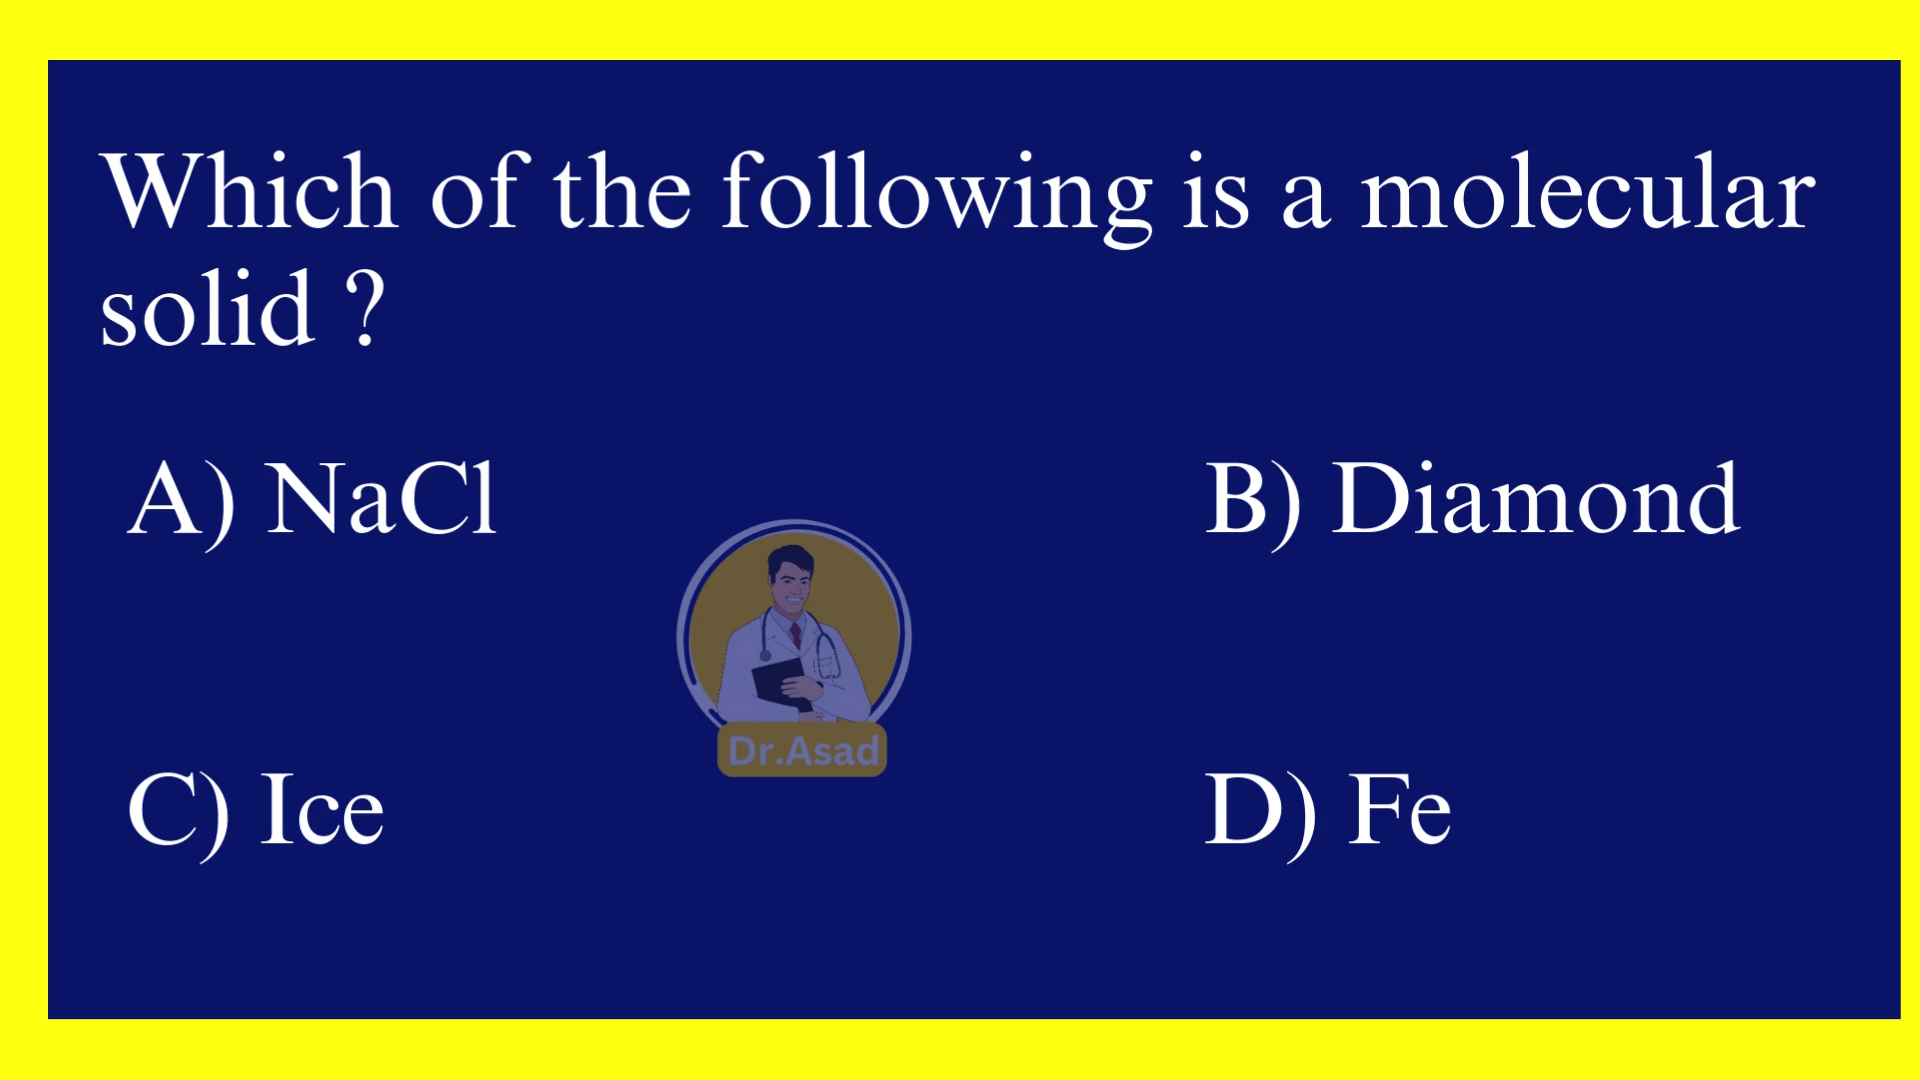 Which of the following is a molecular
solid ?
A) NaCl
B) Diamond
Dr.Asad
C) Ice
D) Fe